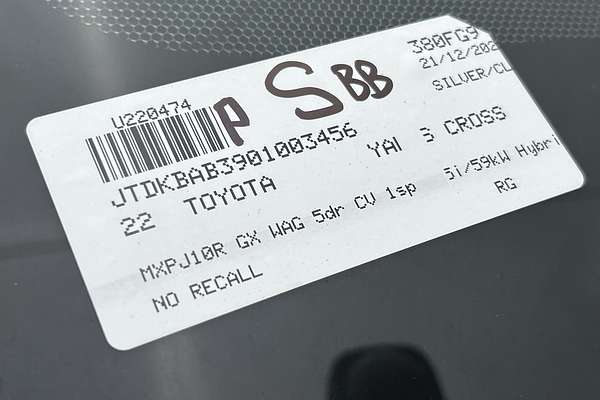 U220474 P S BB 380FG9
21/12/202
JTDKBAB3901003456 SILVER/CL
22 TOYOTA YAI S CROSS
MXPJ10R GX WAG 5dr CV 1sp 5i/59kW Hybri
NO RECALL RG